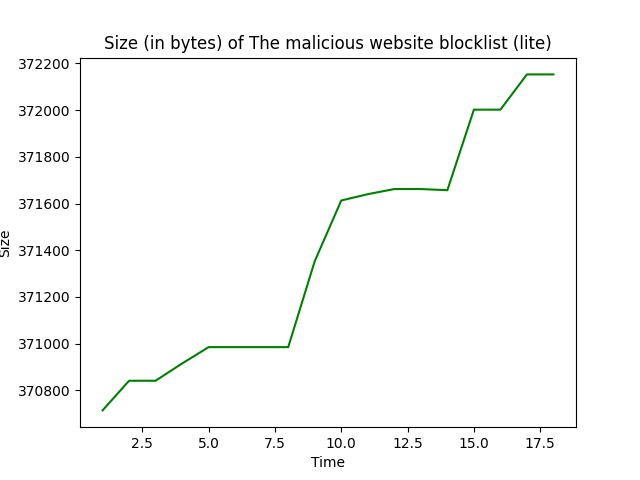 Size (in bytes) of The malicious website blocklist (lite)
372200
372000
371800
371600
371400
371200
371000
370800
Size
2.5 5.0 7.5 10.0 12.5 15.0 17.5
Time